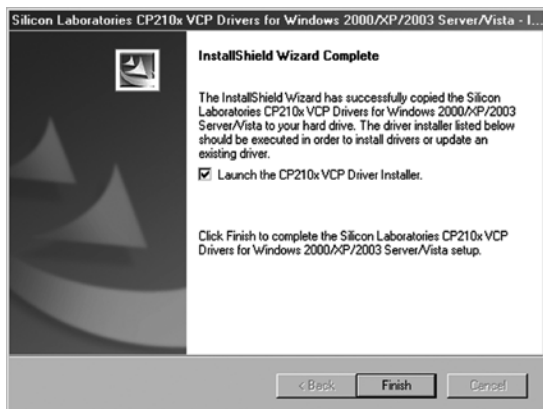 Silicon Laboratories CP210x VCP Drivers for Windows 2000/XP/2003 Server/Vista - I...
InstallShield Wizard Complete
The InstallShield Wizard has successfully copied the Silicon
Laboratories CP210x VCP Drivers for Windows 2000/XP/2003
Server/Vista to your hard drive. The driver installer listed below
should be executed in order to install drivers or update an
existing driver.
Launch the CP210x VCP Driver Installer.
Click Finish to complete the Silicon Laboratories CP210x VCP
Drivers for Windows 2000/XP/2003 Server/Vista setup.
< Back
Finish
Cancel